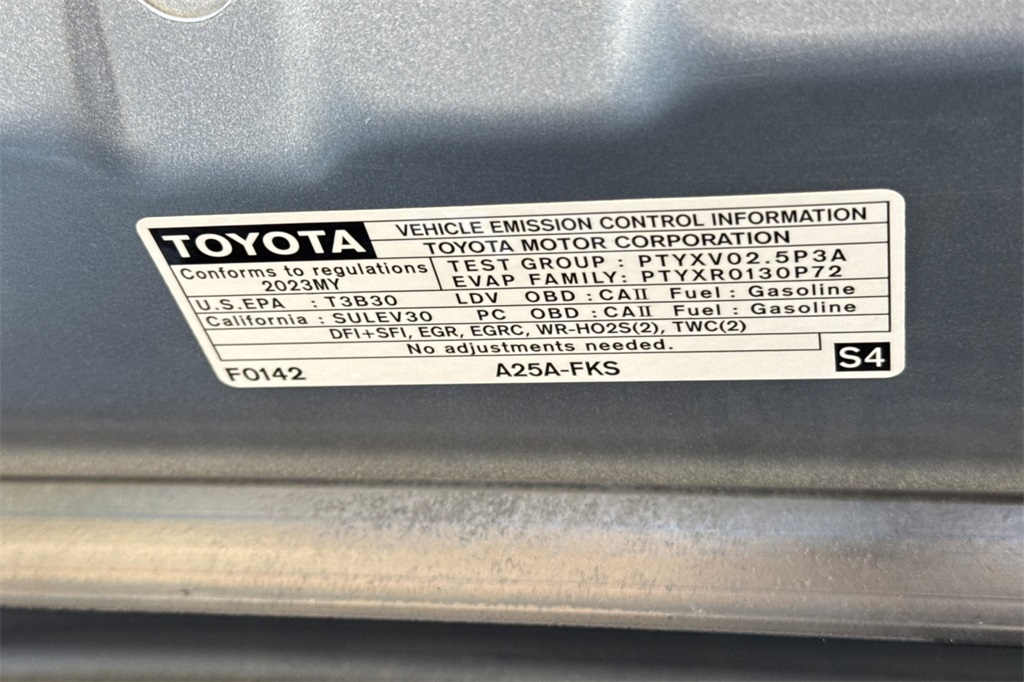 TOYOTA VEHICLE EMISSION CONTROL INFORMATION
TOYOTA MOTOR CORPORATION
Conforms to regulations
2023MY
TEST GROUP : PTYXV02.5P3A
EVAP FAMILY: PTYXR0130P72
U.S.EPA : T3B30 LDV OBD : CAII Fuel : Gasoline
California : SULEV30 PC OBD : CAII Fuel : Gasoline
DFI+SFI, EGR, EGRC, WR-HO2S(2), TWC(2)
No adjustments needed.
F0142 A25A-FKS S4